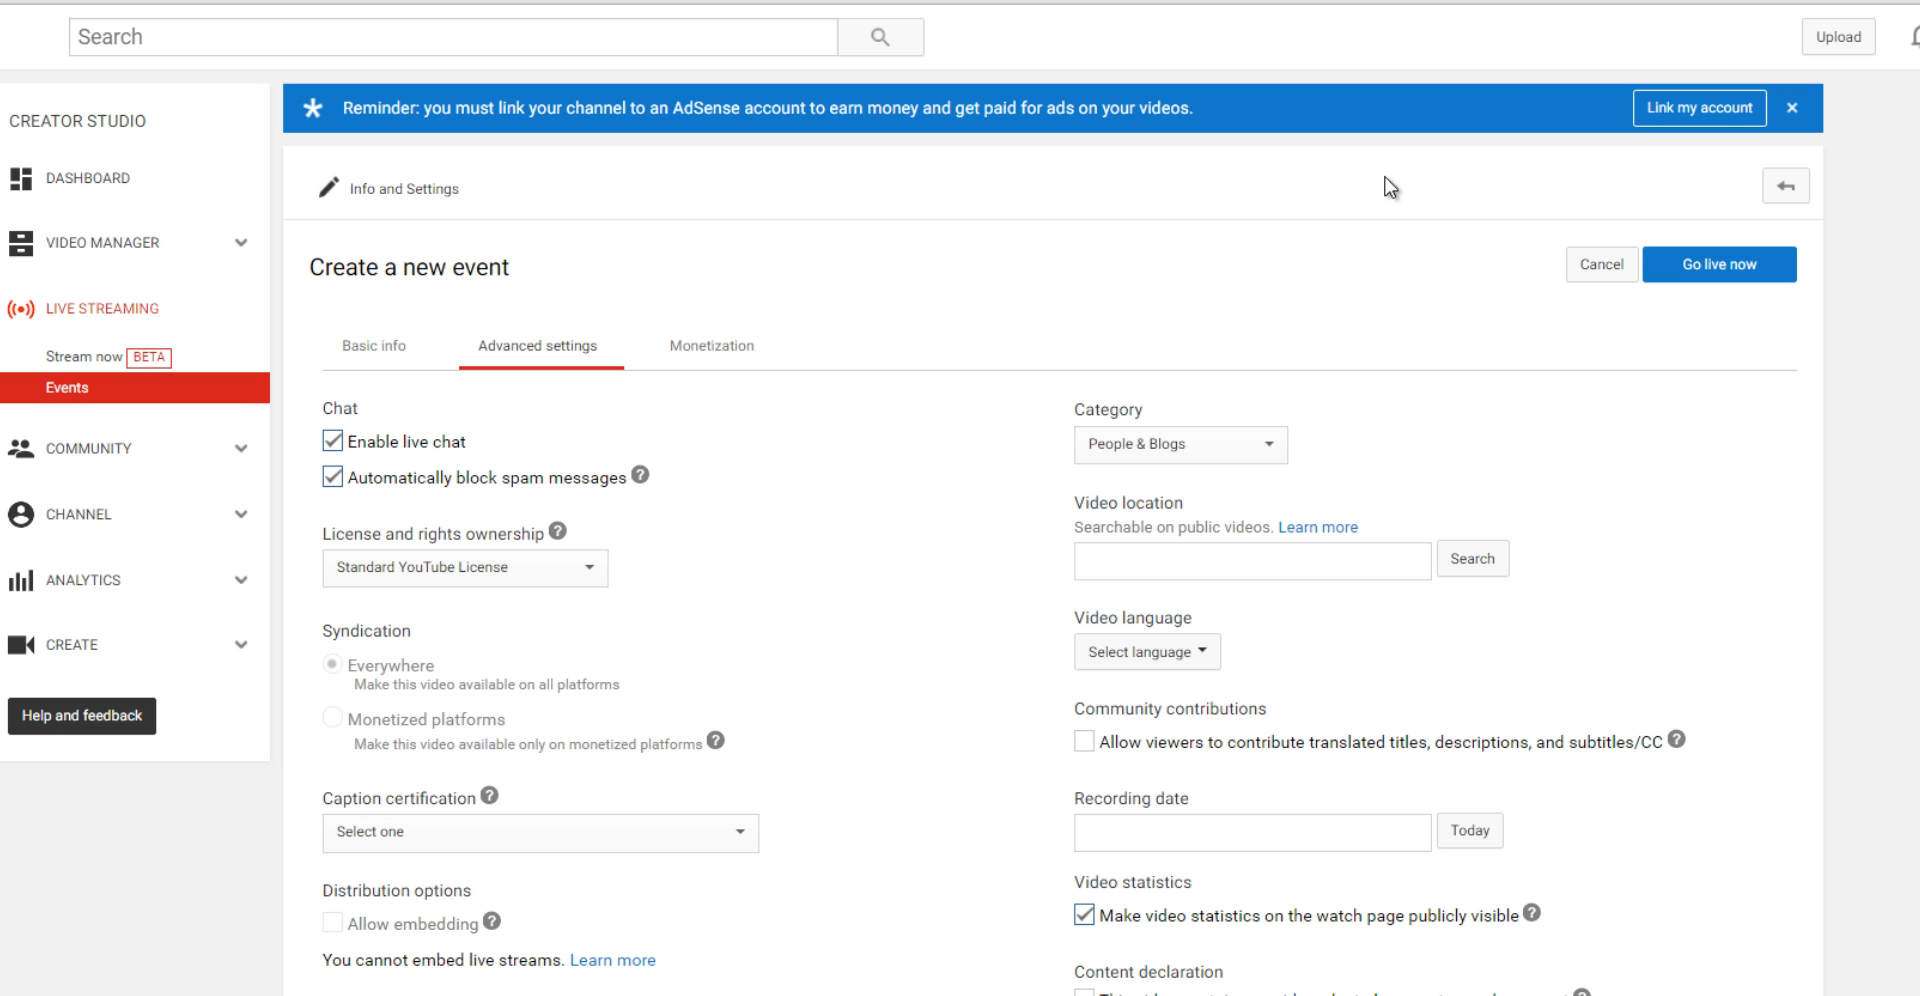 Search
Upload
CREATOR STUDIO
DASHBOARD
VIDEO MANAGER
LIVE STREAMING
Stream now BETA
Events
COMMUNITY
CHANNEL
ANALYTICS
CREATE
Help and feedback
Reminder: you must link your channel to an AdSense account to earn money and get paid for ads on your videos.
Link my account
Info and Settings
Create a new event
Cancel
Go live now
Basic info
Advanced settings
Monetization
Chat
Enable live chat
Automatically block spam messages
License and rights ownership
Standard YouTube License
Syndication
Everywhere
Make this video available on all platforms
Monetized platforms
Make this video available only on monetized platforms
Caption certification
Select one
Distribution options
Allow embedding
You cannot embed live streams. Learn more
Category
People & Blogs
Video location
Searchable on public videos. Learn more
Search
Video language
Select language
Community contributions
Allow viewers to contribute translated titles, descriptions, and subtitles/CC
Recording date
Today
Video statistics
Make video statistics on the watch page publicly visible
Content declaration